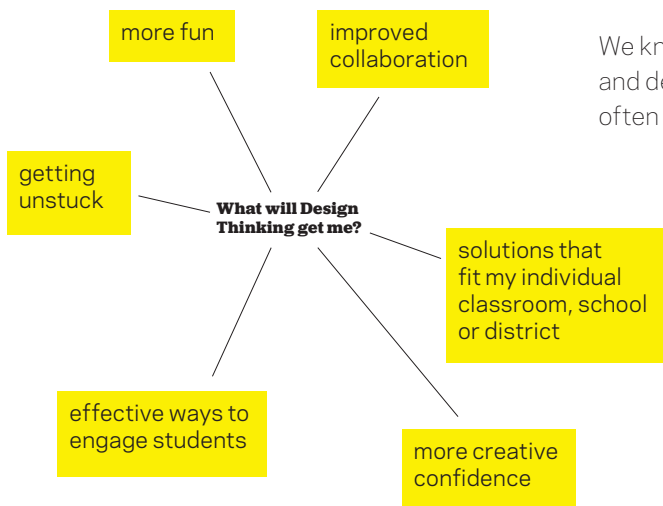 more fun
improved
collaboration
We kn
and de
often
getting
unstuck
What will Design
Thinking get me?
solutions that
fit my individual
classroom, school
or district
effective ways to
engage students
more creative
confidence